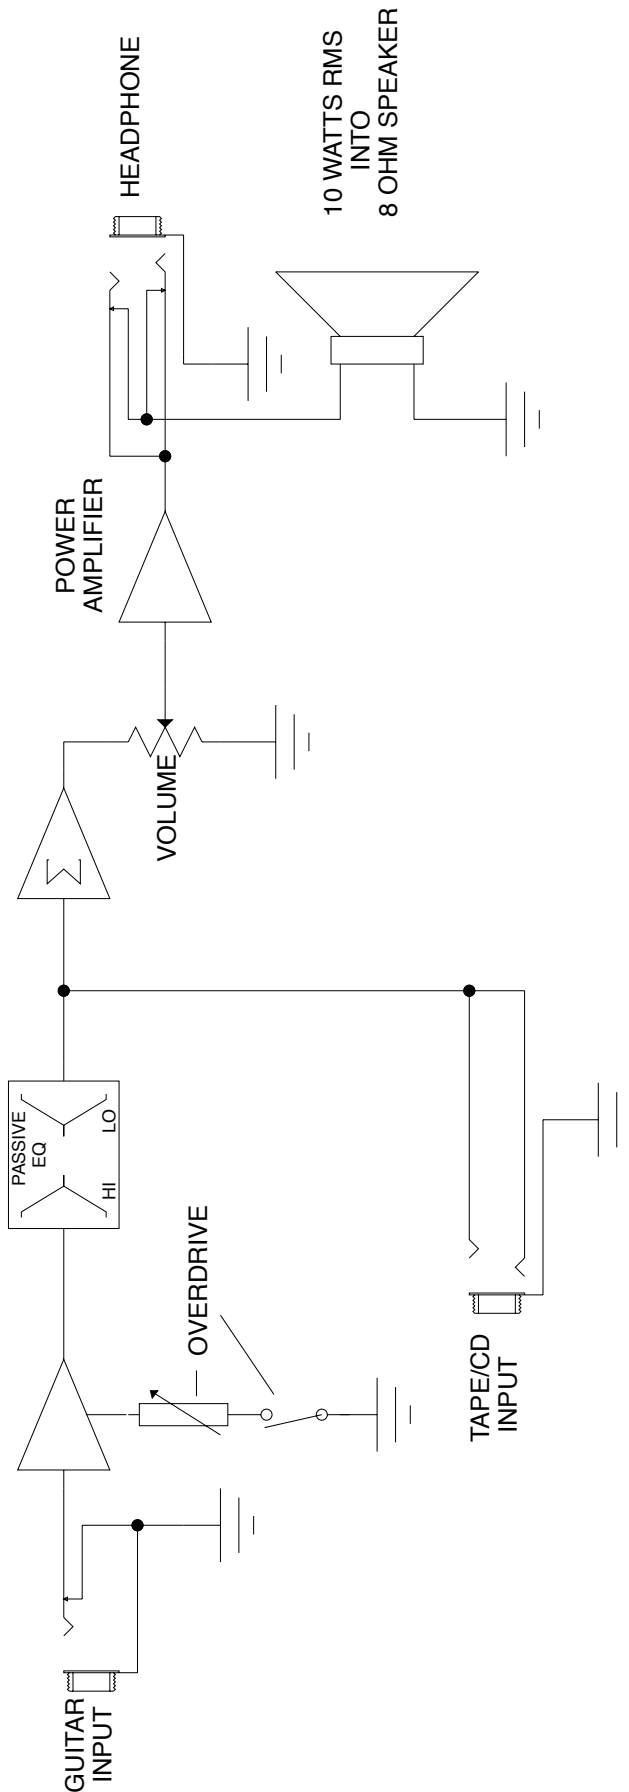 GUITAR
INPUT
OVERDRIVE
PASSIVE
EQ
HI
LO
TAPE/CD
INPUT
Σ
VOLUME
POWER
AMPLIFIER
HEADPHONE
10 WATTS RMS
INTO
8 OHM SPEAKER